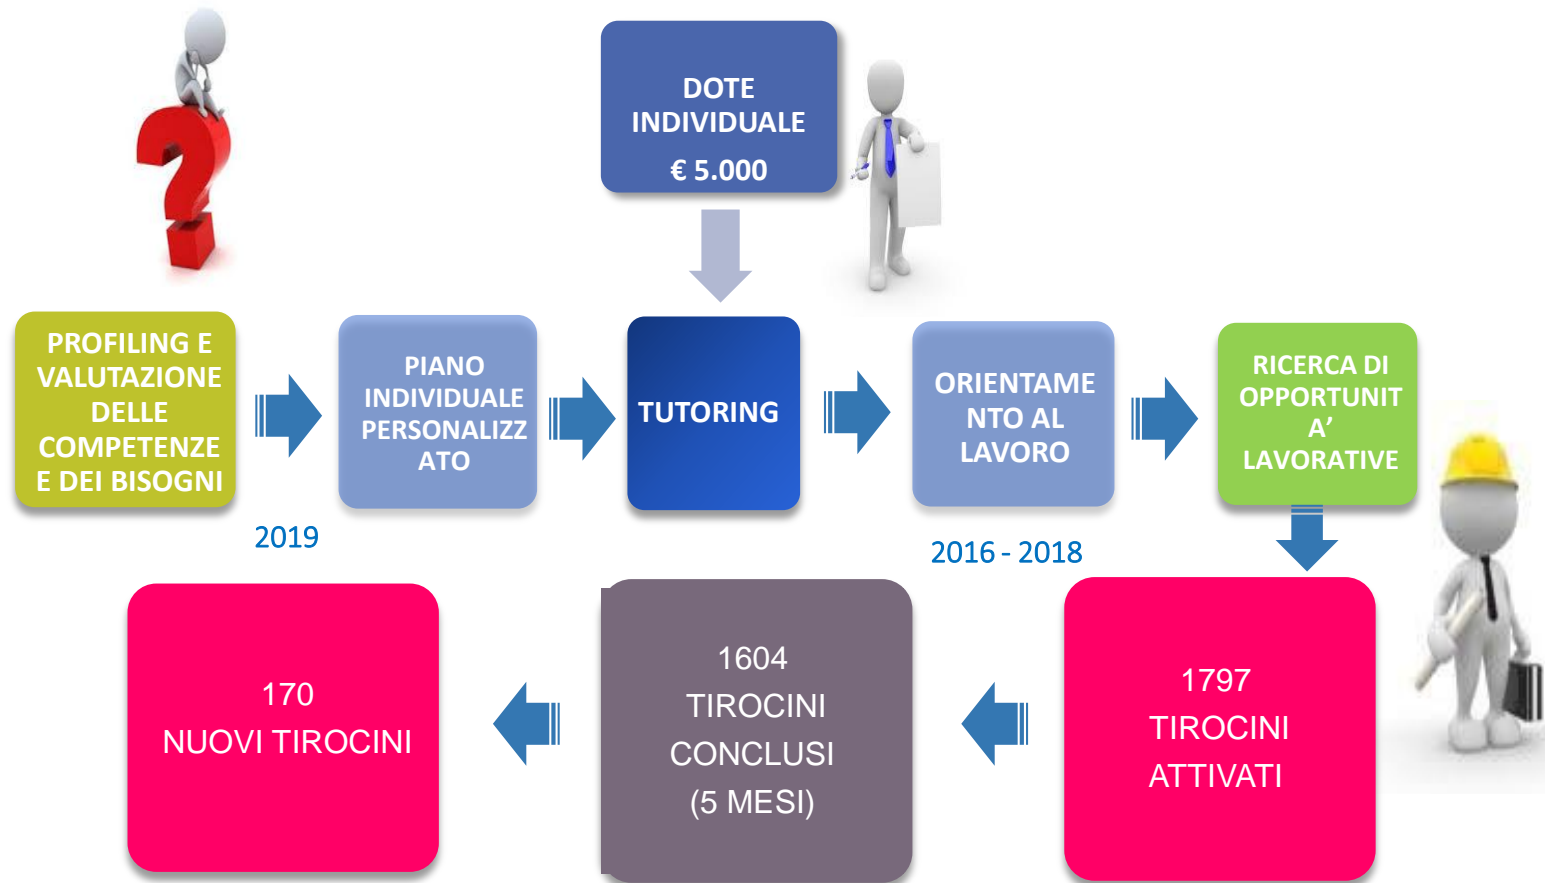 DOTE
INDIVIDUALE
€ 5.000
PROFILING E
VALUTAZIONE
DELLE
COMPETENZE
E DEI BISOGNI
PIANO
INDIVIDUALE
PERSONALIZZ
ATO
TUTORING
ORIENTAME
NTO AL
LAVORO
RICERCA DI
OPPORTUNIT
A’
LAVORATIVE
2019
2016 - 2018
170
NUOVI TIROCINI
1604
TIROCINI
CONCLUSI
(5 MESI)
1797
TIROCINI
ATTIVATI